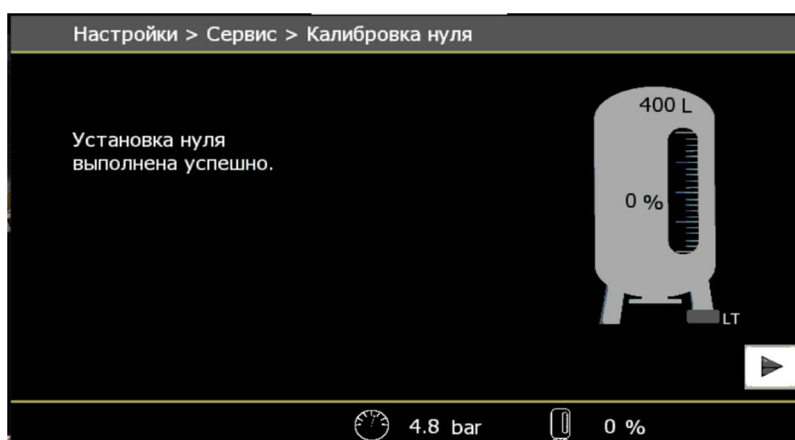 Настройки > Сервис > Калибровка нуля
400 L
Установка нуля
выполнена успешно.
0 %
LT
4.8 bar
0 %